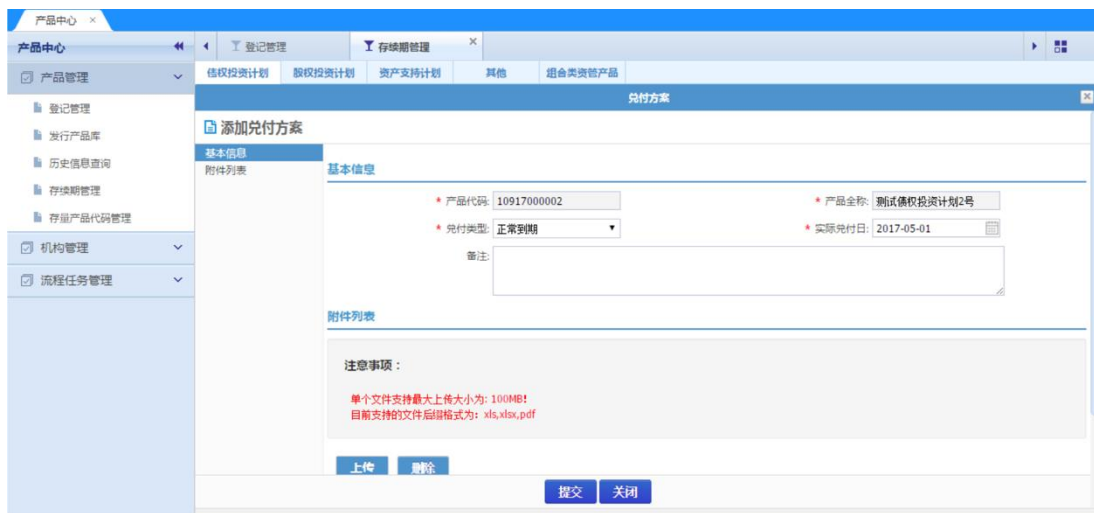 产品中心 ×
产品中心
登记管理
存续期管理 ×
产品管理
债权投资计划 股权投资计划 资产支持计划 其他 组合类资管产品
兑付方案
登记管理
添加兑付方案
发行产品库
基本信息
附件列表
历史信息查询
存续期管理
存量产品代码管理
机构管理
流程任务管理
基本信息
* 产品代码: 10917000002
* 产品全称: 测试债权投资计划2号
* 兑付类型: 正常到期
* 实际兑付日: 2017-05-01
备注:
附件列表
注意事项：
单个文件支持最大上传大小为: 100MB!
目前支持的文件后缀格式为: xls,xlsx,pdf
上传 删除
提交 关闭